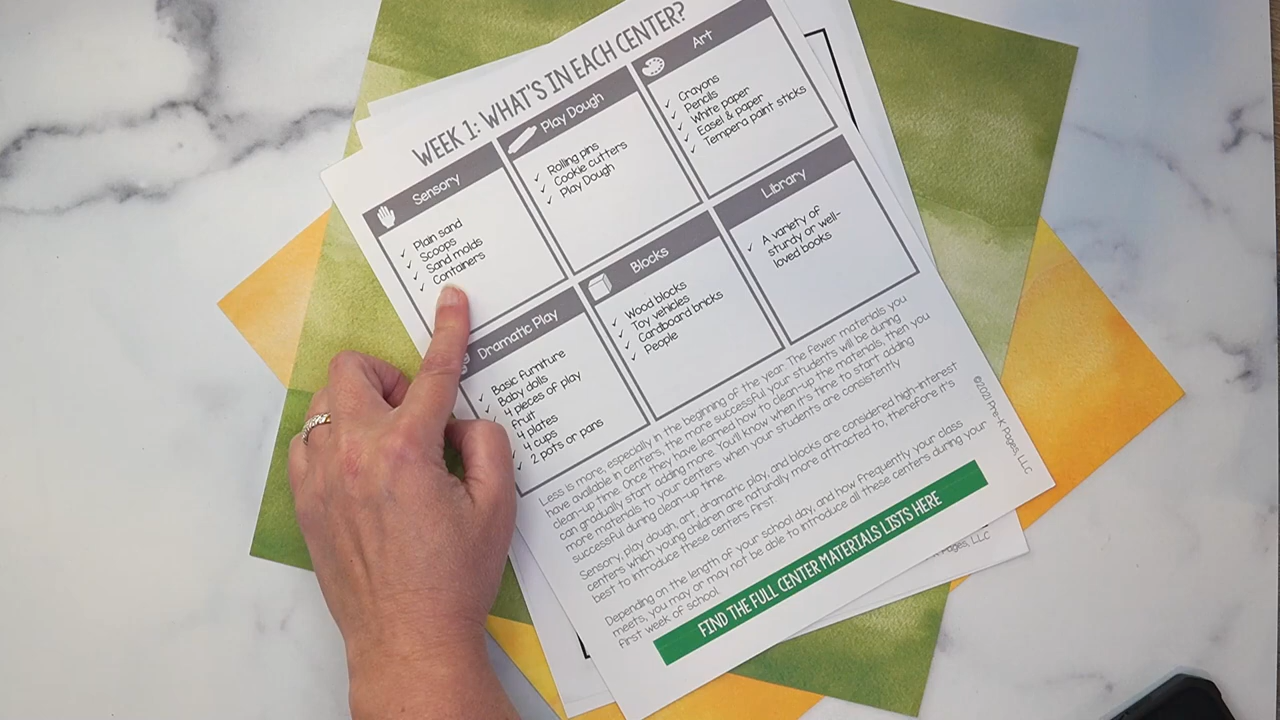 WEEK 1: WHAT'S IN EACH CENTER?
Sensory
✓ Plain sand
✓ Scoops
✓ Sand molds
✓ Containers
Play Dough
✓ Rolling pins
✓ Cookie cutters
✓ Play Dough
Art
✓ Crayons
✓ Pencils
✓ White paper
✓ Easel & paper
✓ Tempera paint sticks
Dramatic Play
✓ Basic furniture
✓ Baby dolls
✓ 4 pieces of play
fruit
✓ 4 plates
✓ 4 cups
✓ 2 pots or pans
Blocks
✓ Wood blocks
✓ Toy vehicles
✓ Cardboard bricks
✓ People
Library
✓ A variety of
sturdy or well-
loved books
Less is more, especially in the beginning of the year. The fewer materials you
have available in centers, the more successful your students will be during
clean-up time. Once they have learned how to clean-up the materials, then you
can gradually start adding more. You'll know when it's time to start adding
more materials to your centers when your students are consistently
successful during clean-up time.
Sensory, play dough, art, dramatic play, and blocks are considered high-interest
centers which young children are naturally more attracted to, therefore it's
best to introduce these centers first.
Depending on the length of your school day, and how frequently your class
meets, you may or may not be able to introduce all these centers during your
first week of school.
FIND THE FULL CENTER MATERIALS LISTS HERE
©2021 Pre-K Pages, LLC
Pages, LLC